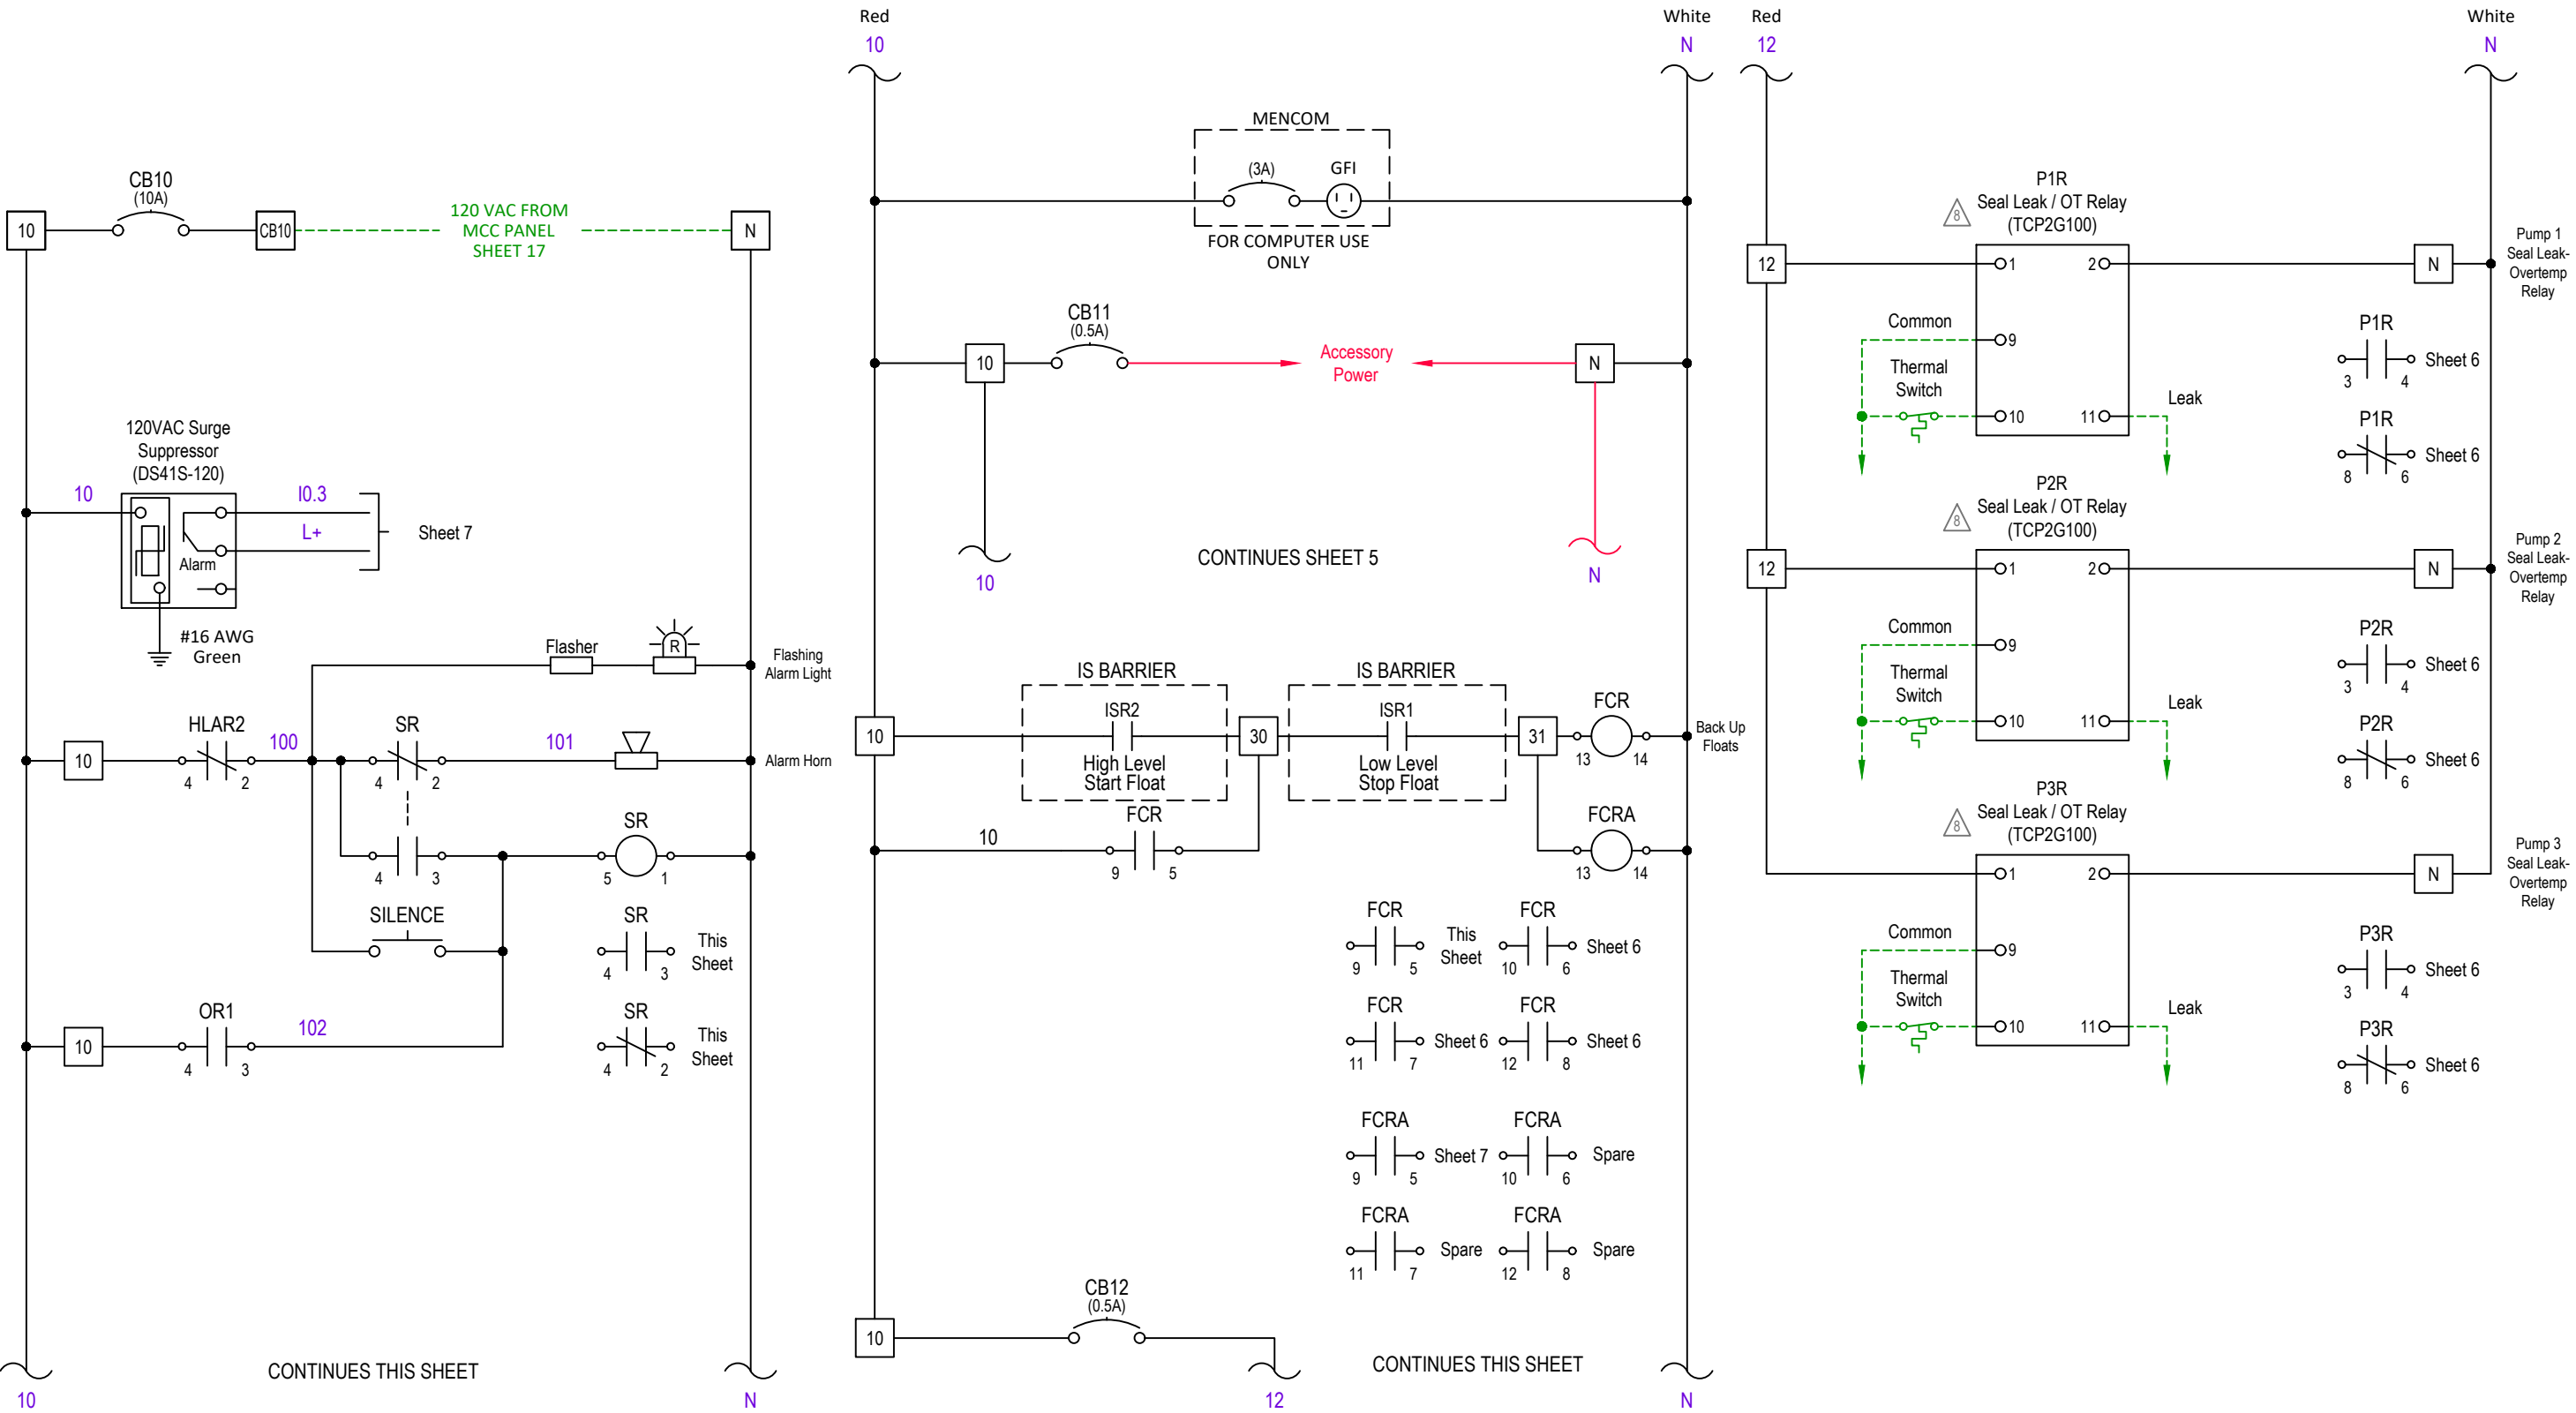 CB10
(10A)
10
CB10
120 VAC FROM
MCC PANEL
SHEET 17
N
120VAC Surge
Suppressor
(DS41S-120)
10
I0.3
L+
Alarm
Sheet 7
#16 AWG
Green
Flasher
R
Flashing
Alarm Light
HLAR2
SR
10
100
101
4
2
4
2
Alarm Horn
SR
4
3
5
1
SILENCE
SR
4
3
This
Sheet
OR1
10
102
4
3
SR
4
2
This
Sheet
CONTINUES THIS SHEET
10
N
Red
10
White
N
MENCOM
(3A)
GFI
FOR COMPUTER USE
ONLY
CB11
(0.5A)
10
Accessory
Power
N
CONTINUES SHEET 5
10
N
IS BARRIER
IS BARRIER
ISR2
ISR1
FCR
10
30
31
13
14
Back Up
Floats
High Level
Start Float
Low Level
Stop Float
FCR
10
9
5
FCRA
13
14
FCR
9
5
This
Sheet
FCR
10
6
Sheet 6
FCR
11
7
Sheet 6
FCR
12
8
Sheet 6
FCRA
9
5
Sheet 7
FCRA
10
6
Spare
FCRA
11
7
Spare
FCRA
12
8
Spare
CB12
(0.5A)
10
CONTINUES THIS SHEET
12
N
Red
12
White
N
P1R
Seal Leak / OT Relay
(TCP2G100)
8
12
1
2
N
Pump 1
Seal Leak-
Overtemp
Relay
Common
9
Thermal
Switch
10
11
Leak
P1R
3
4
Sheet 6
P1R
8
6
Sheet 6
P2R
Seal Leak / OT Relay
(TCP2G100)
8
12
1
2
N
Pump 2
Seal Leak-
Overtemp
Relay
Common
9
Thermal
Switch
10
11
Leak
P2R
3
4
Sheet 6
P2R
8
6
Sheet 6
P3R
Seal Leak / OT Relay
(TCP2G100)
8
1
2
N
Pump 3
Seal Leak-
Overtemp
Relay
Common
9
Thermal
Switch
10
11
Leak
P3R
3
4
Sheet 6
P3R
8
6
Sheet 6